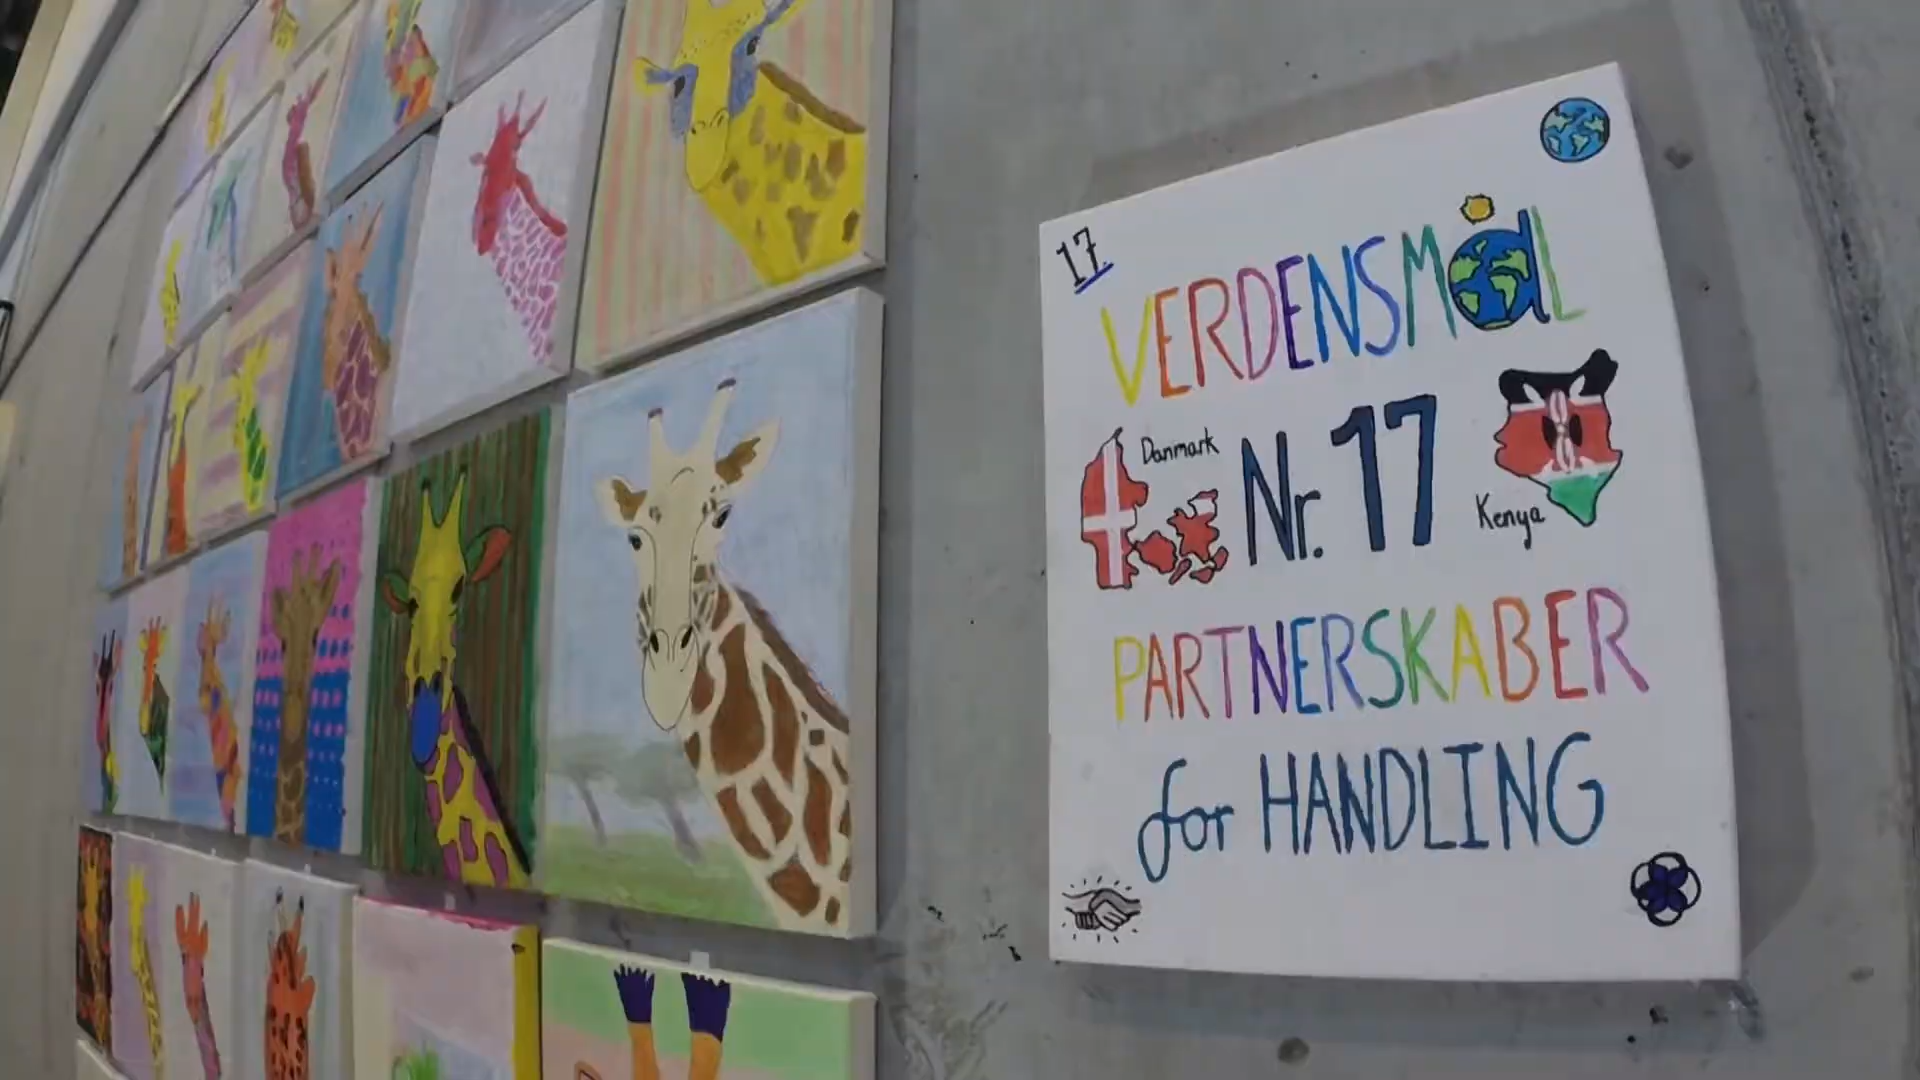 17.
VERDENSMåL
Danmark
Nr. 17
Kenya
PARTNERSKABER
for HANDLING